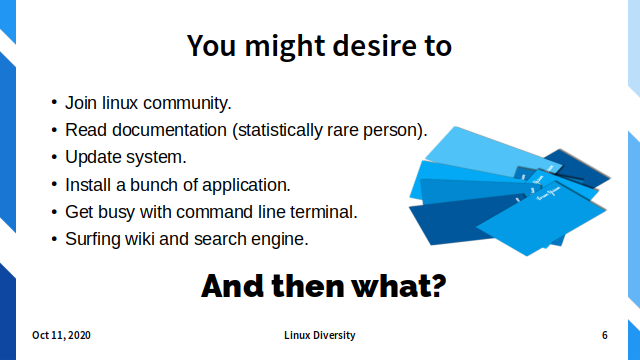 You might desire to
• Join linux community.
• Read documentation (statistically rare person).
• Update system.
• Install a bunch of application.
• Get busy with command line terminal.
• Surfing wiki and search engine.
And then what?
Oct 11, 2020
Linux Diversity
6